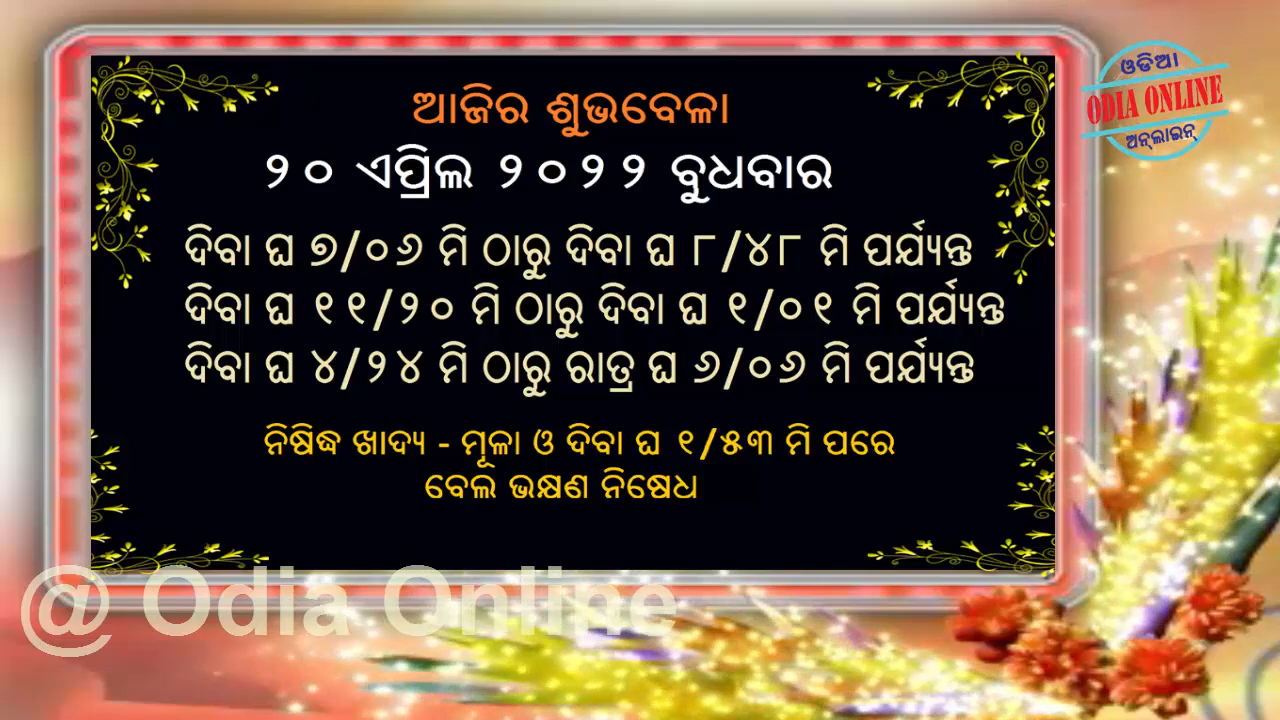 ଆଜିର ଶୁଭବେଳା
୨୦ ଏପ୍ରିଲ ୨୦୨୨ ବୁଧବାର
ଦିବା ଘ ୭/୦୬ ମି ଠାରୁ ଦିବା ଘ ୮/୪୮ ମି ପର୍ଯ୍ୟନ୍ତ
ଦିବା ଘ ୧୧/୨୦ ମି ଠାରୁ ଦିବା ଘ ୧/୦୧ ମି ପର୍ଯ୍ୟନ୍ତ
ଦିବା ଘ ୪/୨୪ ମି ଠାରୁ ରାତ୍ର ଘ ୬/୦୬ ମି ପର୍ଯ୍ୟନ୍ତ
ନିଷିଦ୍ଧ ଖାଦ୍ୟ - ମୂଳା ଓ ଦିବା ଘ ୧/୫୩ ମି ପରେ
ବେଲ ଭକ୍ଷଣ ନିଷେଧ
ଓଡିଆ
ODIA ONLINE
ଅନ୍‌ଲାଇନ୍
@ Odia Online